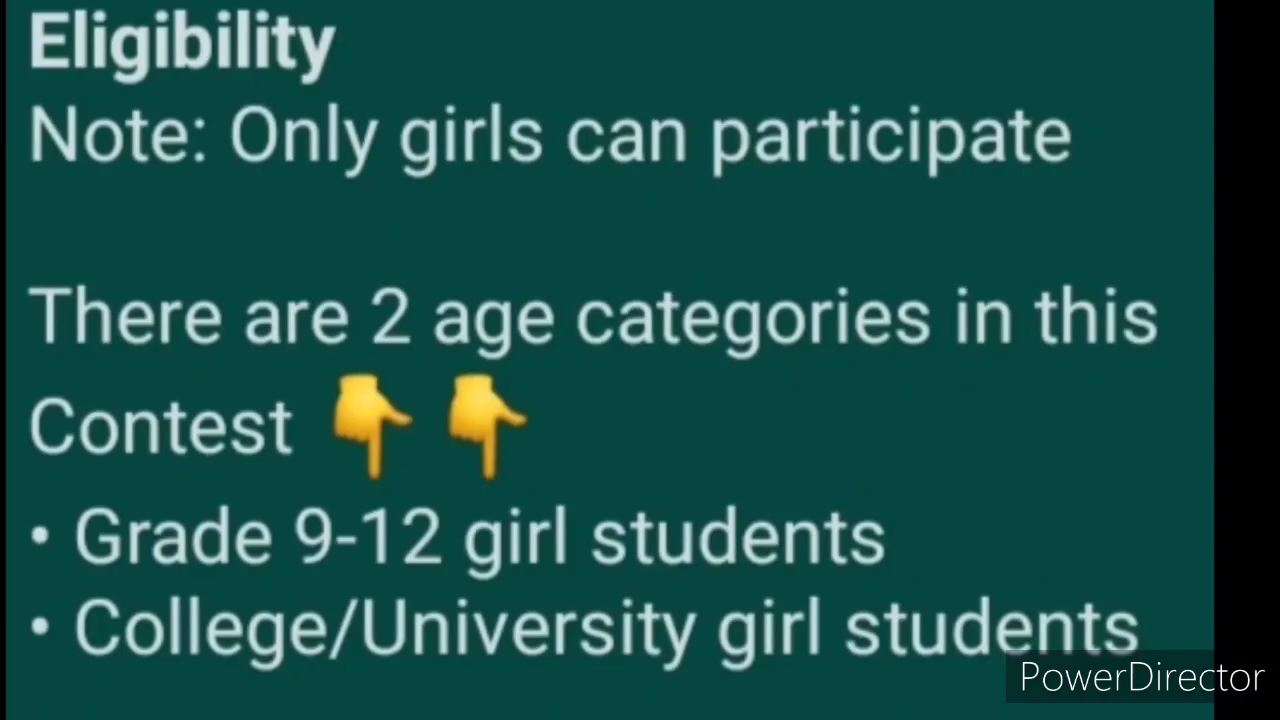 Eligibility
Note: Only girls can participate
There are 2 age categories in this
Contest 👇 👇
• Grade 9-12 girl students
• College/University girl students
PowerDirector